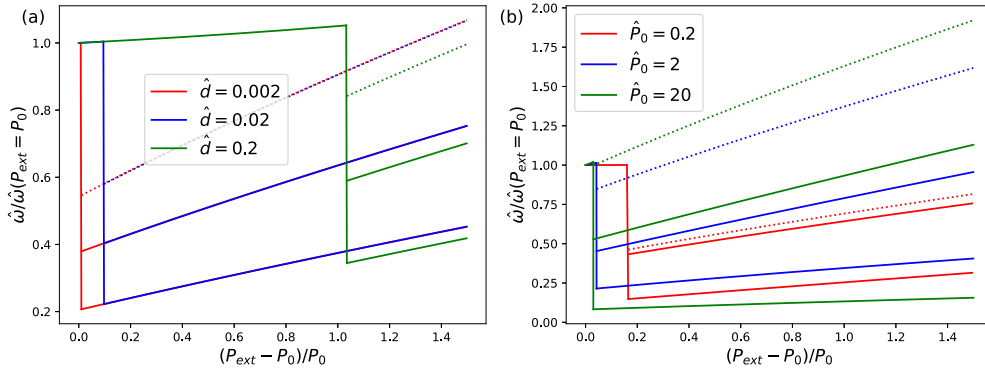 (a)
ω̂/ω̂(P_ext = P_0)
1.0
0.8
0.6
0.4
0.2
d̂ = 0.002
d̂ = 0.02
d̂ = 0.2
0.0 0.2 0.4 0.6 0.8 1.0 1.2 1.4
(P_ext − P_0)/P_0
(b)
ω̂/ω̂(P_ext = P_0)
2.00
1.75
1.50
1.25
1.00
0.75
0.50
0.25
0.00
P̂_0 = 0.2
P̂_0 = 2
P̂_0 = 20
0.0 0.2 0.4 0.6 0.8 1.0 1.2 1.4
(P_ext − P_0)/P_0